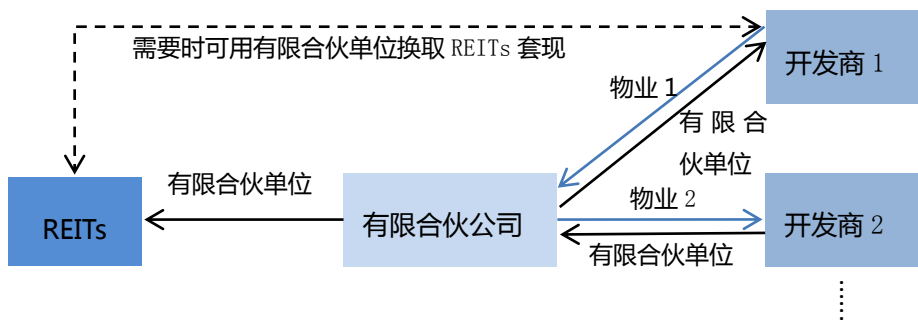 需要时可用有限合伙单位换取 REITs 套现
开发商 1
物业 1
有限合
伙单位
有限合伙单位
REITs
有限合伙公司
物业 2
开发商 2
有限合伙单位